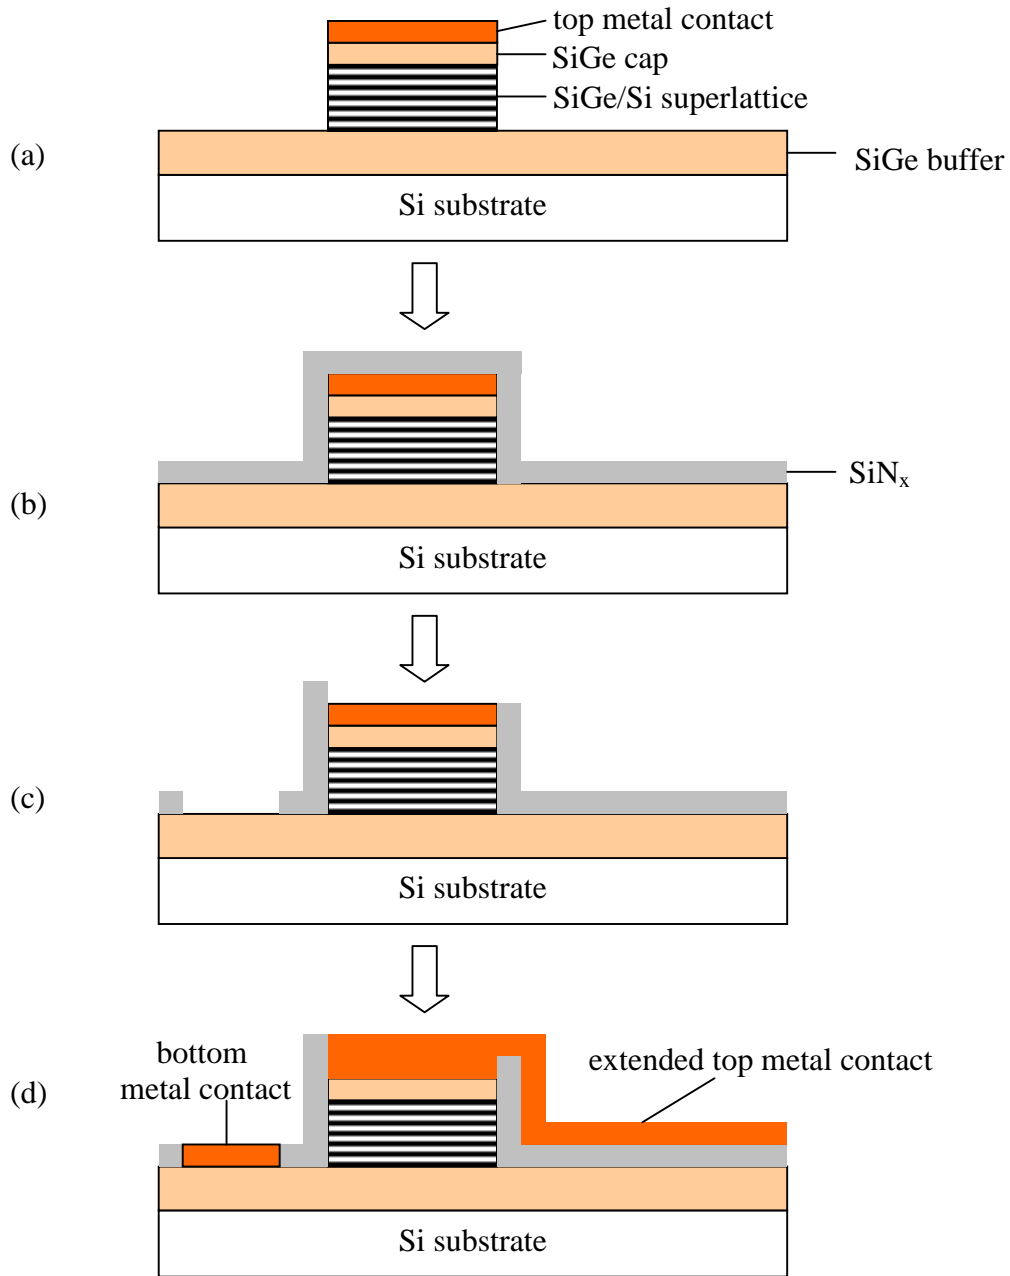 top metal contact
SiGe cap
SiGe/Si superlattice
(a)
SiGe buffer
Si substrate
SiNₓ
(b)
Si substrate
(c)
Si substrate
bottom
metal contact
extended top metal contact
(d)
Si substrate